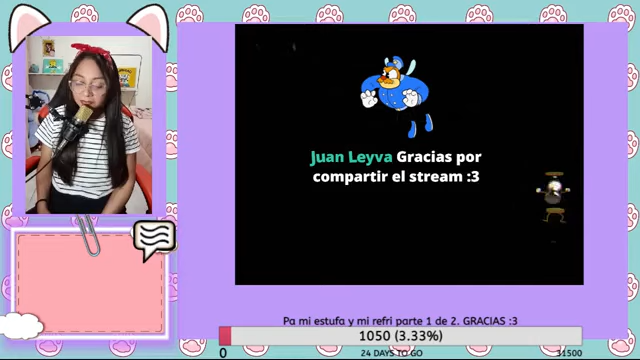 Juan Leyva Gracias por
compartir el stream :3
Pa mi estufa y mi refri parte 1 de 2. GRACIAS :3
1050 (3.33%)
0
24 DAYS TO GO
31500